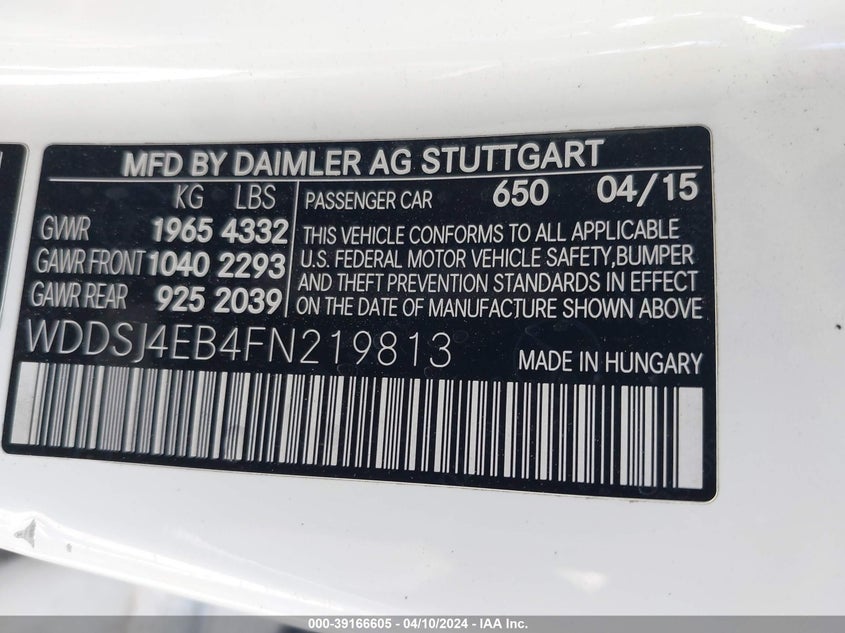 MFD BY DAIMLER AG STUTTGART
KG LBS
GVWR 1965 4332
GAWR FRONT 1040 2293
GAWR REAR 925 2039
PASSENGER CAR 650 04/15
THIS VEHICLE CONFORMS TO ALL APPLICABLE
U.S. FEDERAL MOTOR VEHICLE SAFETY,BUMPER
AND THEFT PREVENTION STANDARDS IN EFFECT
ON THE DATE OF MANUFACTURE SHOWN ABOVE
WDDSJ4EB4FN219813
MADE IN HUNGARY
000-39166605 - 04/10/2024 - IAA Inc.